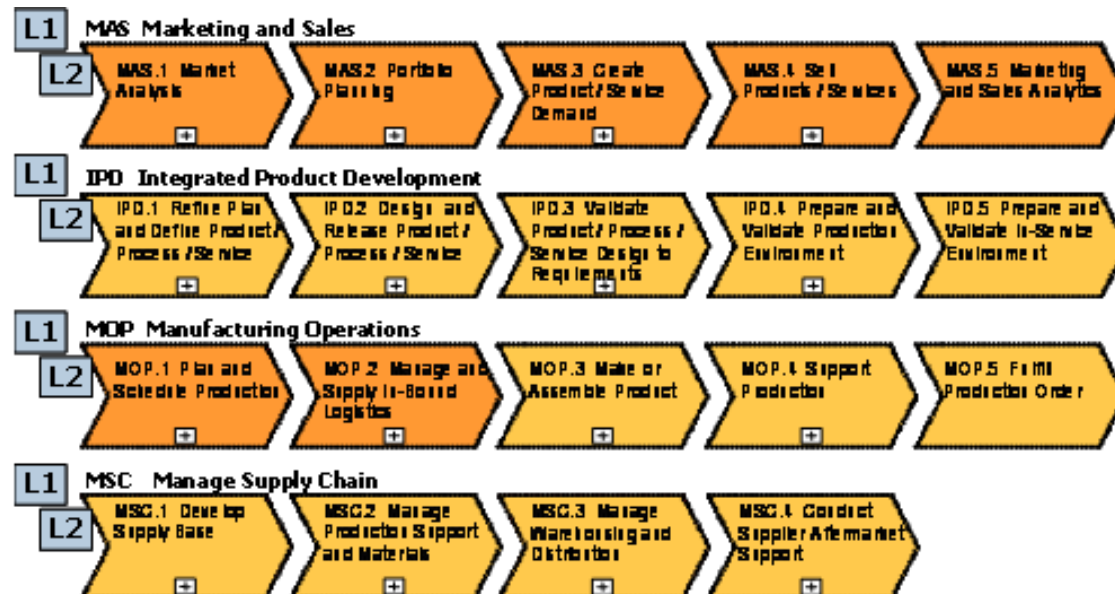 L1 MAS Marketing and Sales
L2
MAS.1 Market
Analysis
MAS.2 Portfolio
Planning
MAS.3 Create
Product / Service
Demand
MAS.4 Sell
Products / Services
MAS.5 Marketing
and Sales Analytics
L1 IPD Integrated Product Development
L2
IPD.1 Refine Plan
and Define Product /
Process / Service
IPD.2 Design and
Release Product /
Process / Service
IPD.3 Validate
Product / Process /
Service Design to
Requirements
IPD.4 Prepare and
Validate Production
Environment
IPD.5 Prepare and
Validate In-Service
Environment
L1 MOP Manufacturing Operations
L2
MOP.1 Plan and
Schedule Production
MOP.2 Manage and
Supply In-Bound
Logistics
MOP.3 Make or
Assemble Product
MOP.4 Support
Production
MOP.5 Fulfill
Production Order
L1 MSC Manage Supply Chain
L2
MSC.1 Develop
Supply Base
MSC.2 Manage
Production Support
and Materials
MSC.3 Manage
Warehousing and
Distribution
MSC.4 Conduct
Supplier Aftermarket
Support